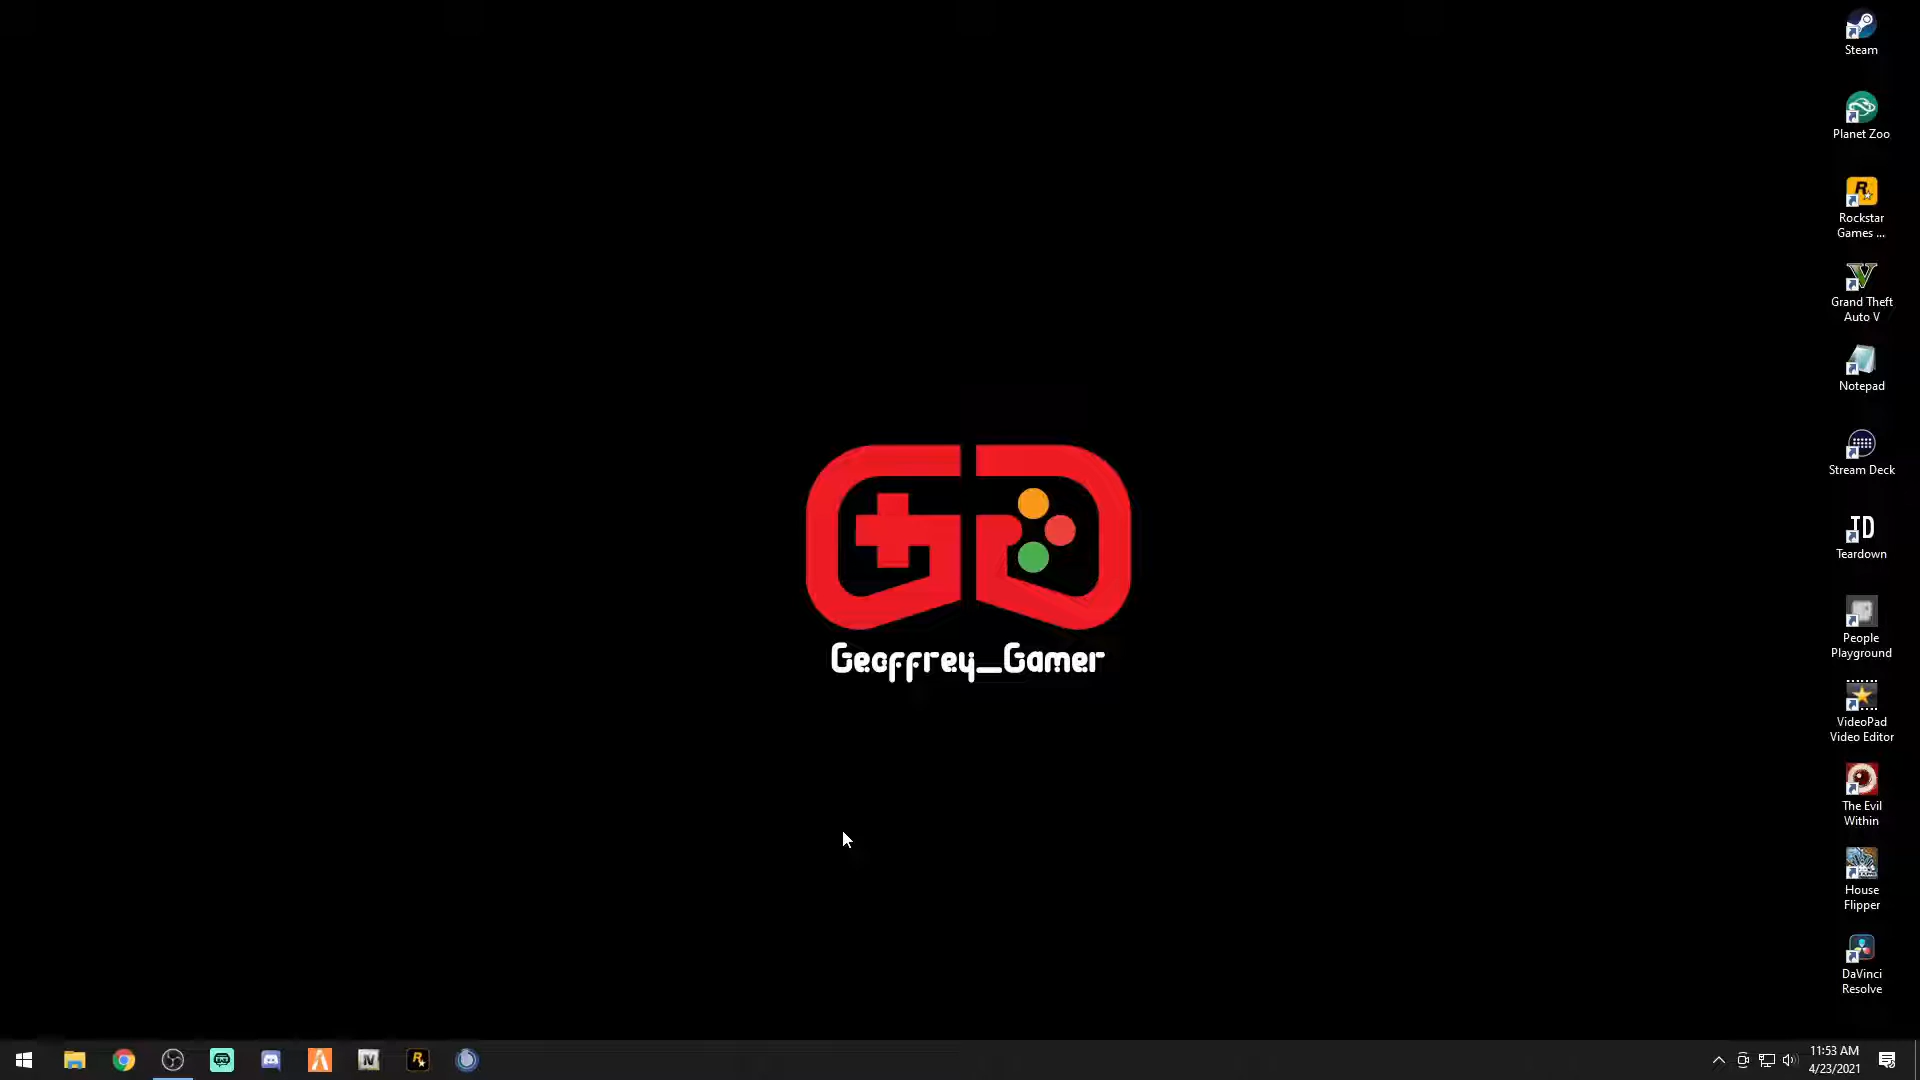 Steam
Planet Zoo
Rockstar
Games ...
Grand Theft
Auto V
Notepad
Stream Deck
TD
Teardown
People
Playground
VideoPad
Video Editor
The Evil
Within
House
Flipper
DaVinci
Resolve
Geoffrey_Gamer
11:53 AM
4/23/2021